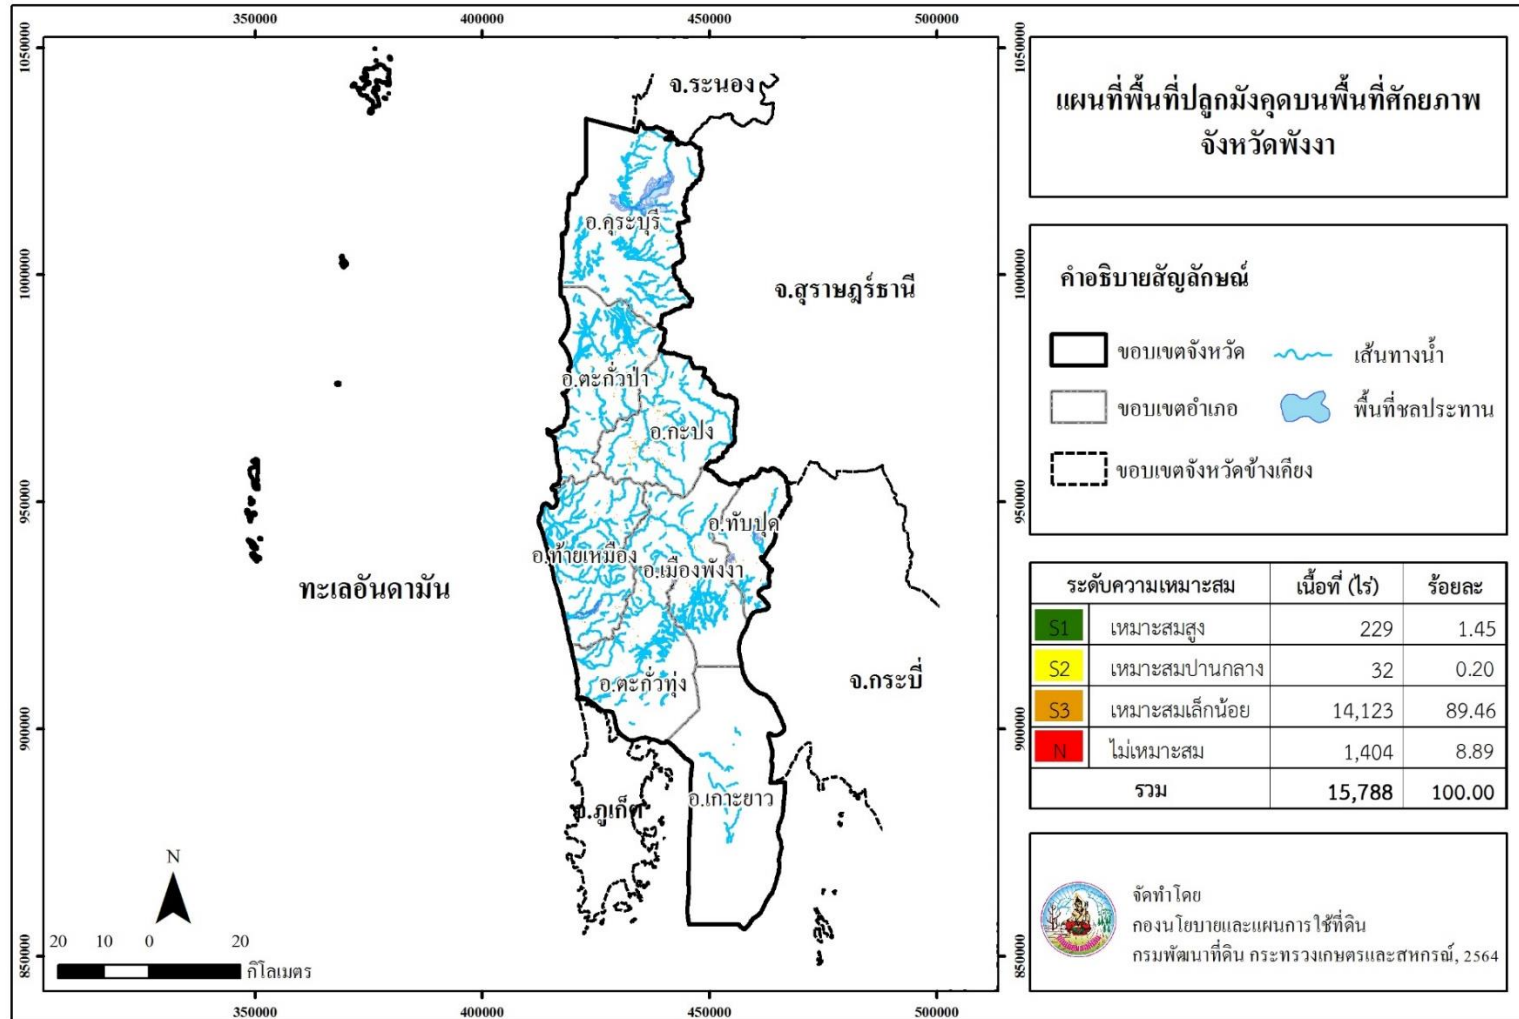 350000 400000 450000 500000
1050000
1000000
950000
900000
850000
จ.ระนอง
อ.คุระบุรี
จ.สุราษฎร์ธานี
อ.ตะกั่วป่า
อ.กะปง
อ.ทับปุด
อ.ท้ายเหมือง
อ.เมืองพังงา
ทะเลอันดามัน
จ.กระบี่
อ.ตะกั่วทุ่ง
อ.เกาะยาว
จ.ภูเก็ต
N
20 10 0 20
กิโลเมตร
350000 400000 450000 500000
1050000
1000000
950000
900000
850000
แผนที่พื้นที่ปลูกมังคุดบนพื้นที่ศักยภาพ
จังหวัดพังงา
คำอธิบายสัญลักษณ์
ขอบเขตจังหวัด เส้นทางน้ำ
ขอบเขตอำเภอ พื้นที่ชลประทาน
ขอบเขตจังหวัดข้างเคียง
ระดับความเหมาะสม เนื้อที่ (ไร่) ร้อยละ
S1 เหมาะสมสูง 229 1.45
S2 เหมาะสมปานกลาง 32 0.20
S3 เหมาะสมเล็กน้อย 14,123 89.46
N ไม่เหมาะสม 1,404 8.89
รวม 15,788 100.00
จัดทำโดย
กองนโยบายและแผนการใช้ที่ดิน
กรมพัฒนาที่ดิน กระทรวงเกษตรและสหกรณ์, 2564